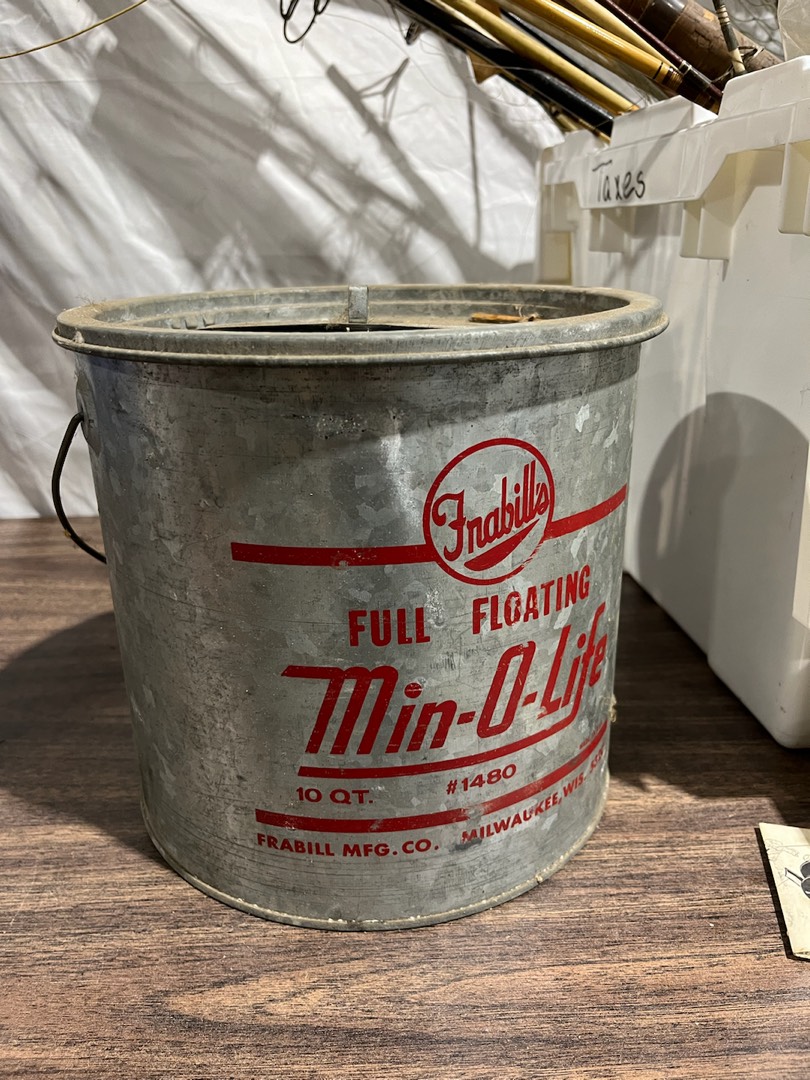 Taxes
Frabill's
FULL FLOATING
Min-O-Life
10 QT. #1480
FRABILL MFG. CO. MILWAUKEE, WIS.